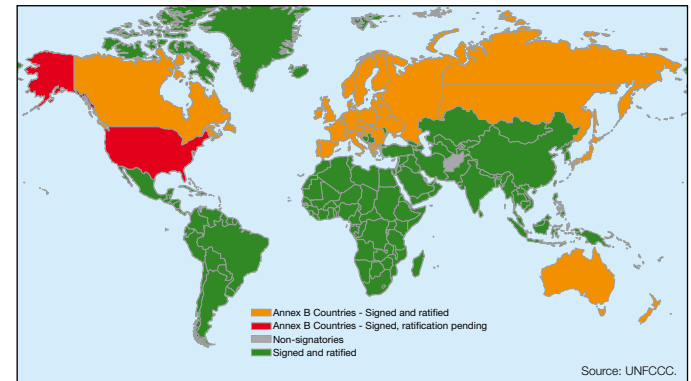 Annex B Countries - Signed and ratified
Annex B Countries - Signed, ratification pending
Non-signatories
Signed and ratified
Source: UNFCCC.